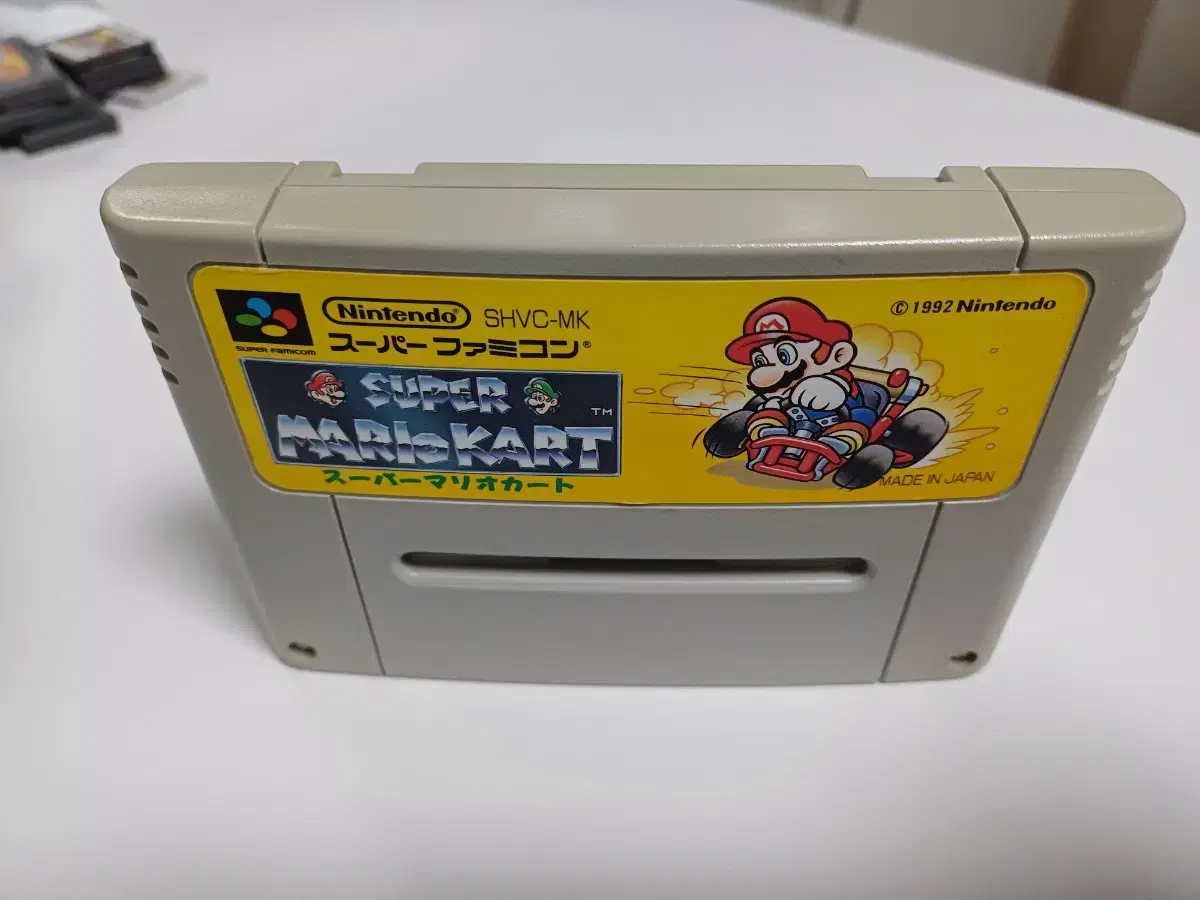 SUPER FAMICOM
Nintendo® SHVC-MK
スーパーファミコン®
SUPER
MARIO KART ™
スーパーマリオカート
© 1992 Nintendo
M
MADE IN JAPAN